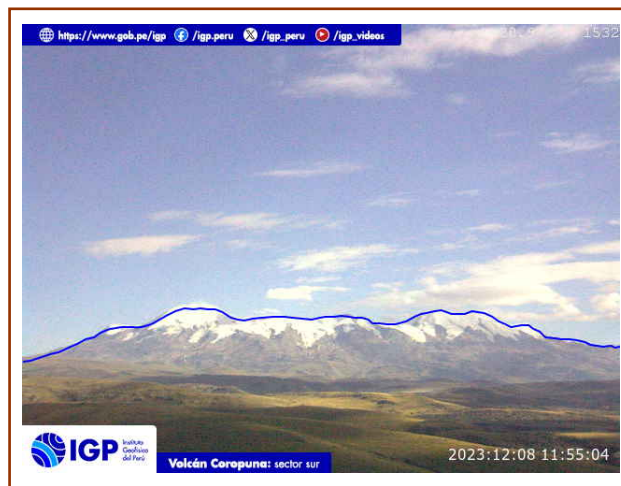 https://www.gob.pe/igp /igp.peru /igp_peru /igp_videos
1532
IGP Instituto
Geofísico
del Perú
Volcán Coropuna: sector sur
2023:12:08 11:55:04